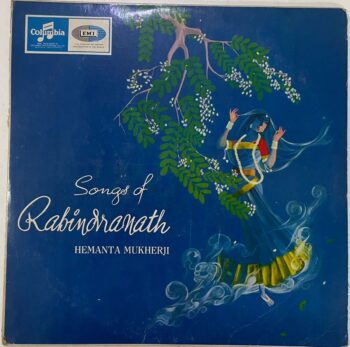 Columbia
EMI
Songs of
Rabindranath
HEMANTA MUKHERJI